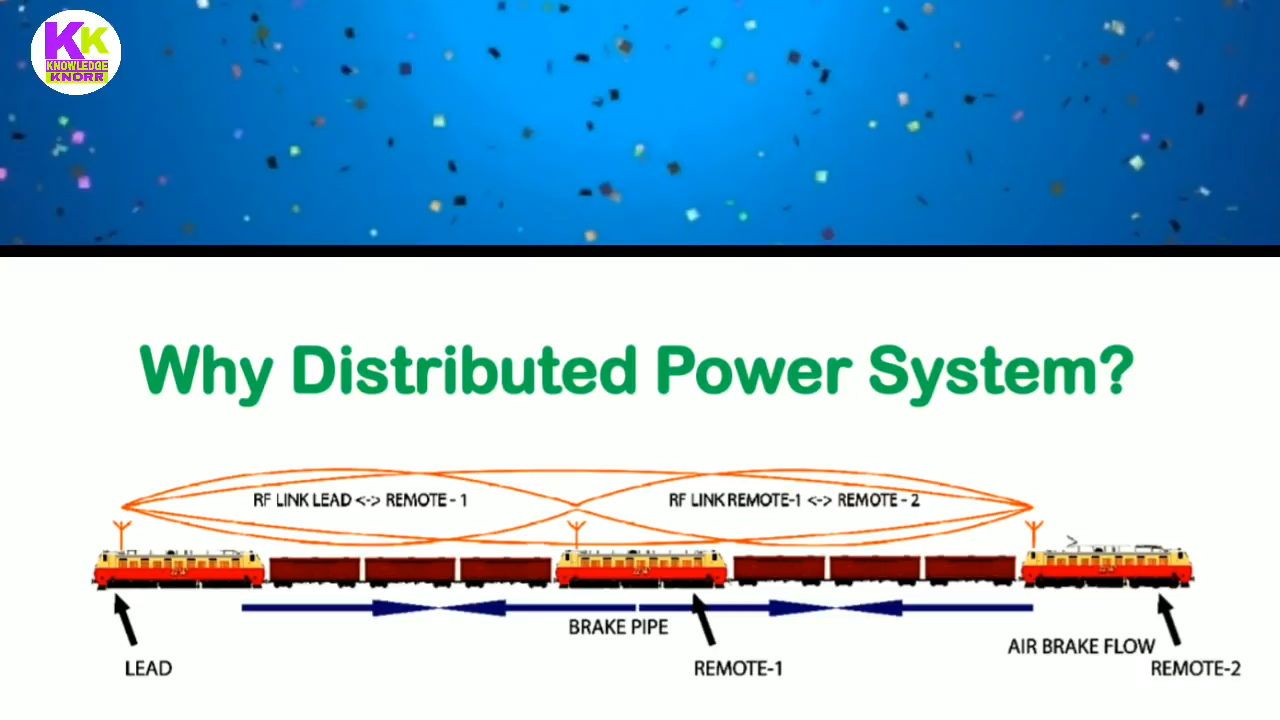 KK
KNOWLEDGE
KNORR
Why Distributed Power System?
RF LINK LEAD <-> REMOTE - 1
RF LINK REMOTE-1 <-> REMOTE - 2
BRAKE PIPE
AIR BRAKE FLOW
LEAD
REMOTE-1
REMOTE-2